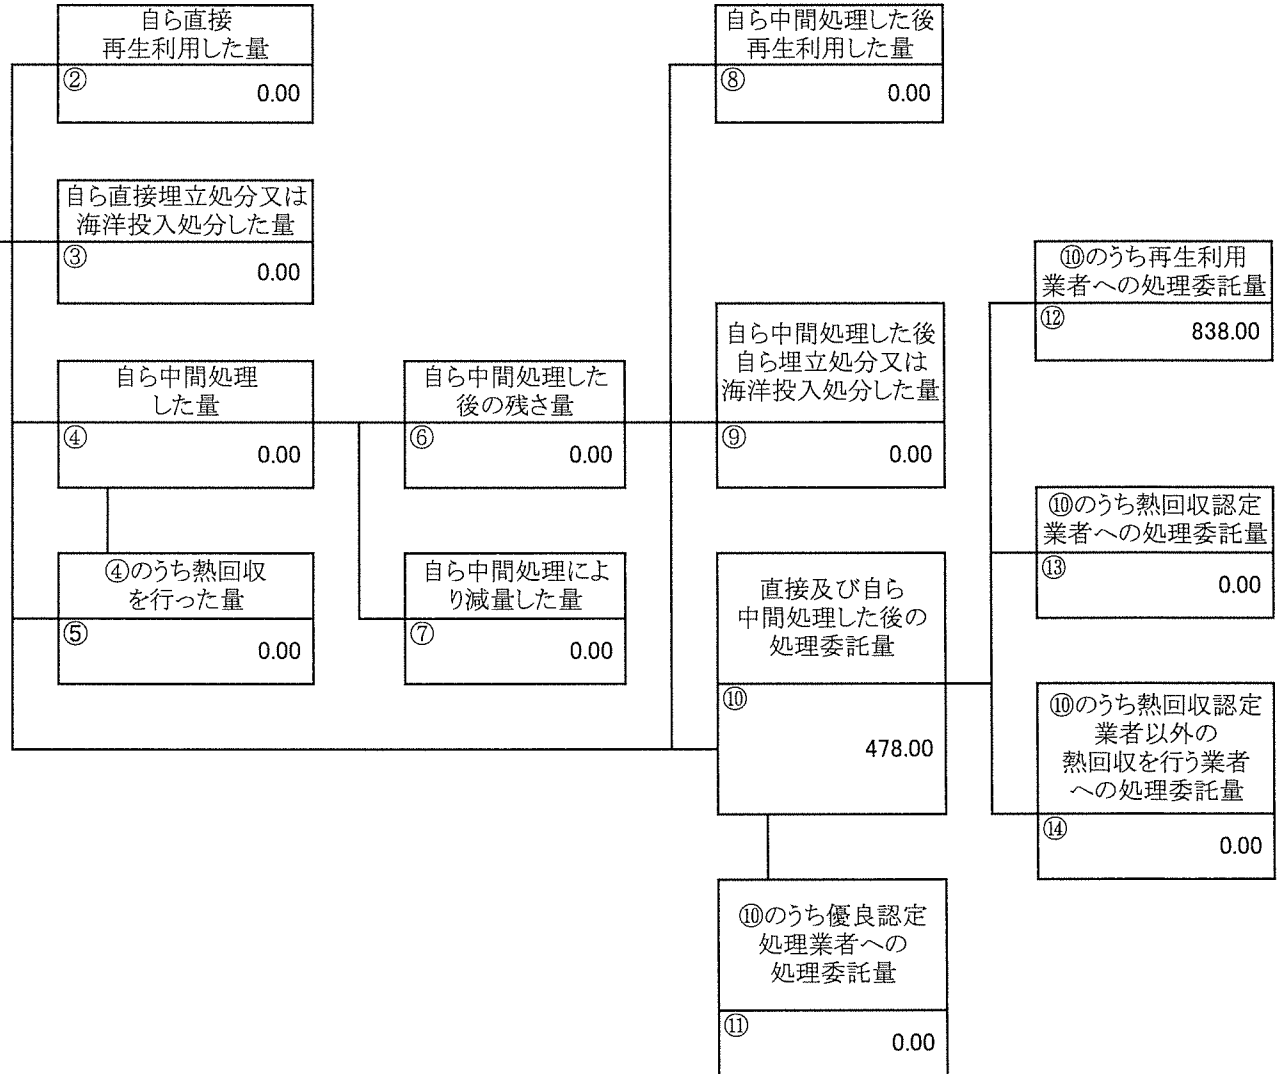 自ら直接
再生利用した量
②
0.00
自ら中間処理した後
再生利用した量
⑧
0.00
自ら直接埋立処分又は
海洋投入処分した量
③
0.00
⑩のうち再生利用
業者への処理委託量
⑫
838.00
自ら中間処理
した量
④
0.00
自ら中間処理した
後の残さ量
⑥
0.00
自ら中間処理した後
自ら埋立処分又は
海洋投入処分した量
⑨
0.00
⑩のうち熱回収認定
業者への処理委託量
⑬
0.00
④のうち熱回収
を行った量
⑤
0.00
自ら中間処理によ
り減量した量
⑦
0.00
直接及び自ら
中間処理した後の
処理委託量
⑩
478.00
⑩のうち熱回収認定
業者以外の
熱回収を行う業者
への処理委託量
⑭
0.00
⑩のうち優良認定
処理業者への
処理委託量
⑪
0.00